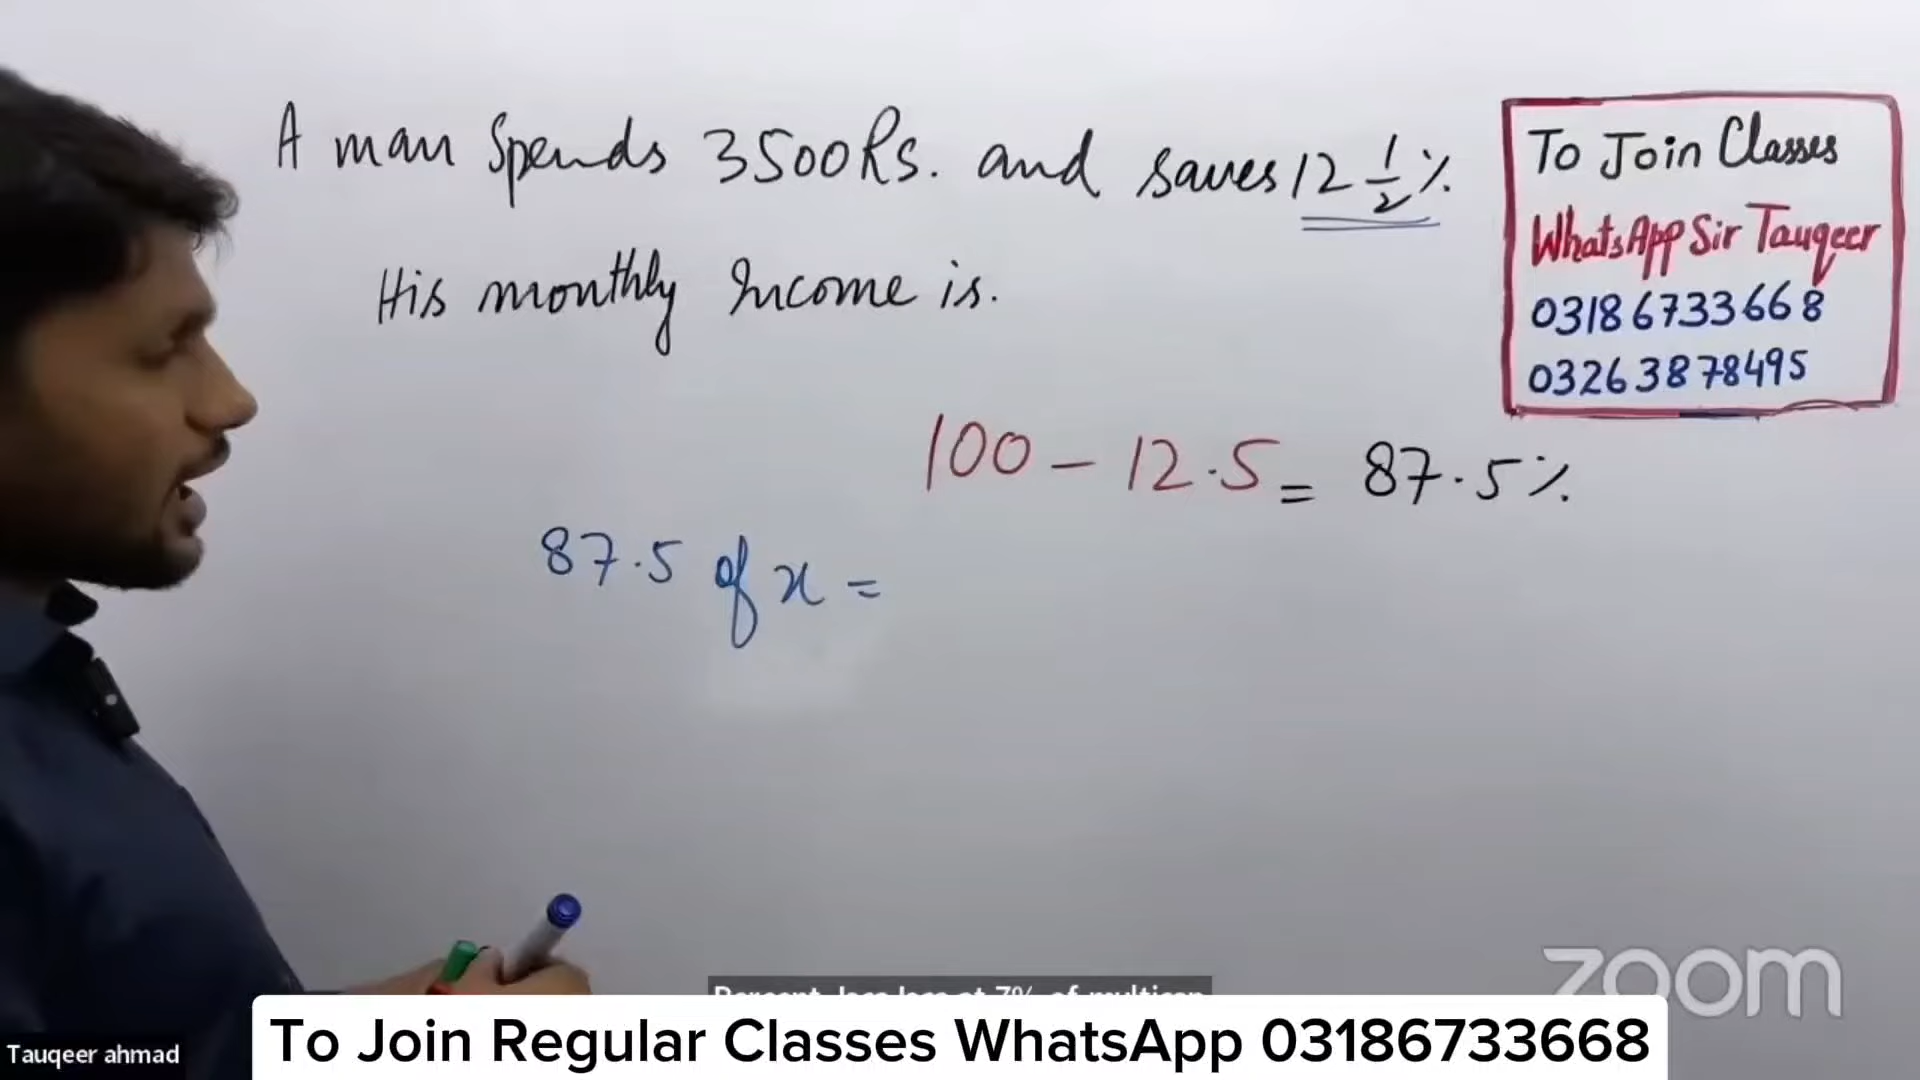 A man Spends 3500Rs. and saves 12 1/2 %
His monthly Income is.
To Join Classes
WhatsApp Sir Tauqeer
03186733668
03263878495
100 - 12.5 = 87.5 %
87.5 of x =
zoom
To Join Regular Classes WhatsApp 03186733668
Tauqeer ahmad